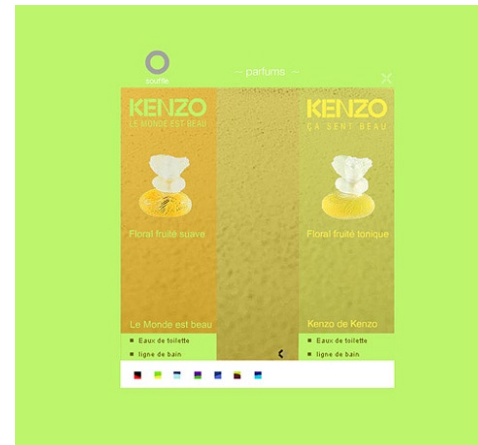 souffle
— parfums —
KENZO
LE MONDE EST BEAU
Floral fruité suave
Le Monde est beau
Eaux de toilette
ligne de bain
KENZO
ÇA SENT BEAU
Floral fruité tonique
Kenzo de Kenzo
Eaux de toilette
ligne de bain